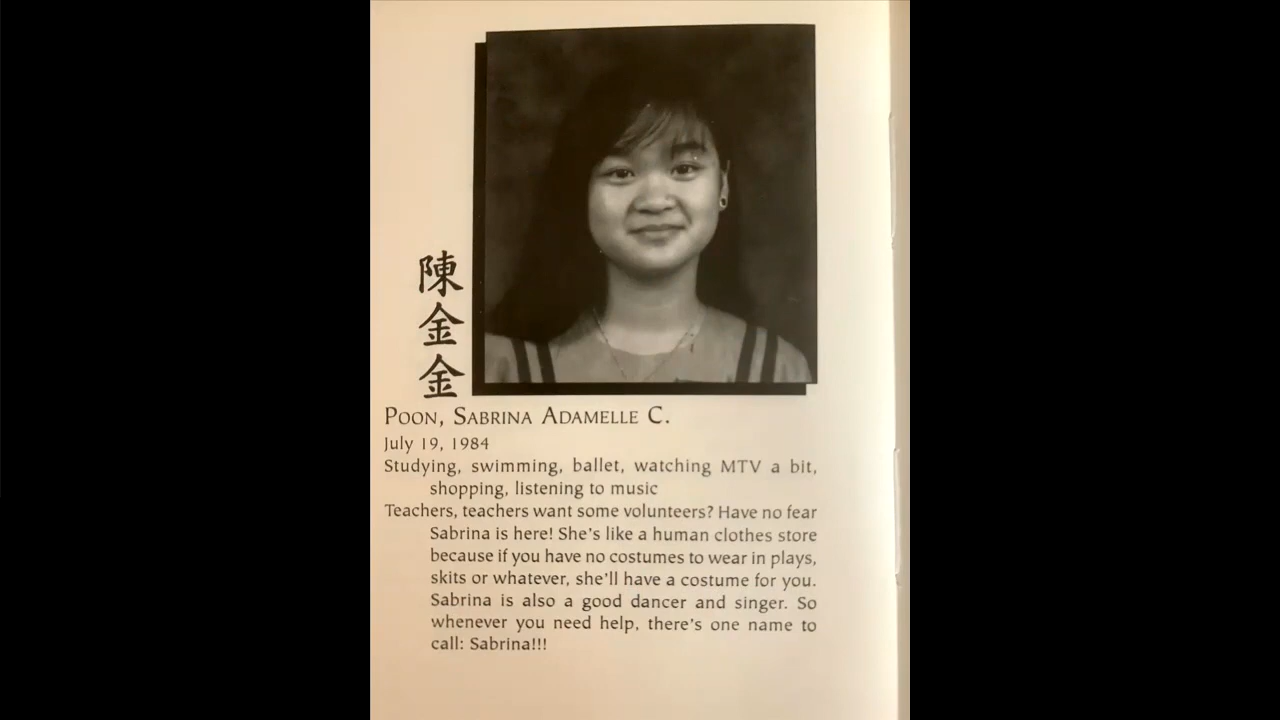 陳金金
Poon, Sabrina Adamelle C.
July 19, 1984
Studying, swimming, ballet, watching MTV a bit,
shopping, listening to music
Teachers, teachers want some volunteers? Have no fear
Sabrina is here! She's like a human clothes store
because if you have no costumes to wear in plays,
skits or whatever, she'll have a costume for you.
Sabrina is also a good dancer and singer. So
whenever you need help, there's one name to
call: Sabrina!!!